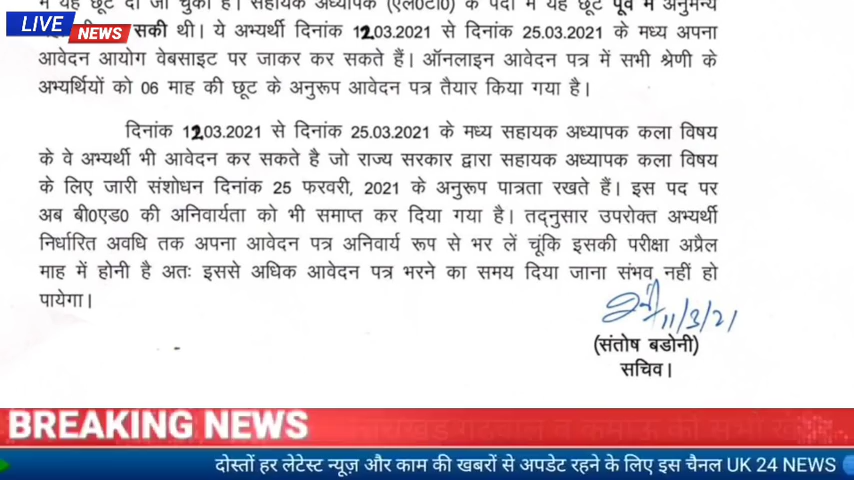 में यह छूट दी जा चुकी है। सहायक अध्यापक (एल0टी0) के पदों में यह छूट पूर्व में अनुमन्य
LIVE
NEWS
सकी थी। ये अभ्यर्थी दिनांक 12.03.2021 से दिनांक 25.03.2021 के मध्य अपना
आवेदन आयोग वेबसाइट पर जाकर कर सकते हैं। ऑनलाइन आवेदन पत्र में सभी श्रेणी के
अभ्यर्थियों को 06 माह की छूट के अनुरूप आवेदन पत्र तैयार किया गया है।
दिनांक 12.03.2021 से दिनांक 25.03.2021 के मध्य सहायक अध्यापक कला विषय
के वे अभ्यर्थी भी आवेदन कर सकते है जो राज्य सरकार द्वारा सहायक अध्यापक कला विषय
के लिए जारी संशोधन दिनांक 25 फरवरी, 2021 के अनुरूप पात्रता रखते हैं। इस पद पर
अब बी0एड0 की अनिवार्यता को भी समाप्त कर दिया गया है। तद्नुसार उपरोक्त अभ्यर्थी
निर्धारित अवधि तक अपना आवेदन पत्र अनिवार्य रूप से भर लें चूंकि इसकी परीक्षा अप्रैल
माह में होनी है अतः इससे अधिक आवेदन पत्र भरने का समय दिया जाना संभव नहीं हो
पायेगा।
11/3/21
(संतोष बडोनी)
सचिव।
BREAKING NEWS
दोस्तों हर लेटेस्ट न्यूज़ और काम की खबरों से अपडेट रहने के लिए इस चैनल UK 24 NEWS